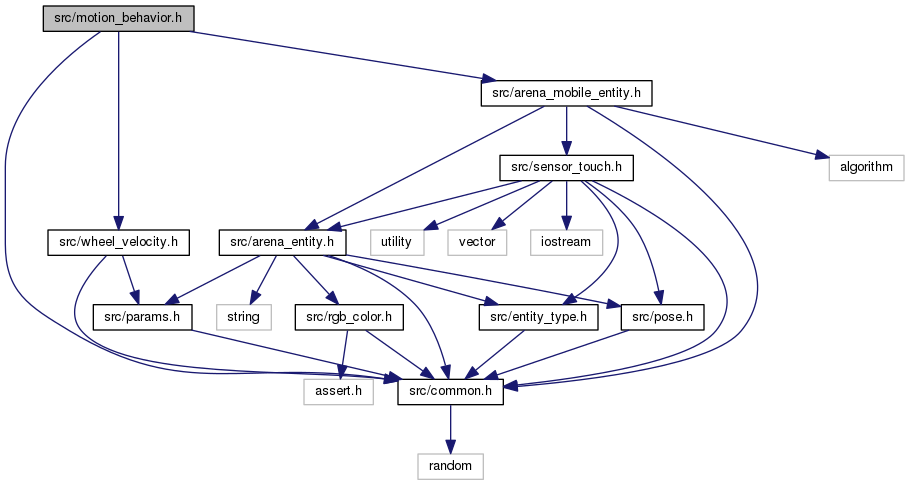 src/motion_behavior.h
src/arena_mobile_entity.h
src/sensor_touch.h
algorithm
src/wheel_velocity.h
src/arena_entity.h
utility
vector
iostream
src/params.h
string
src/rgb_color.h
src/entity_type.h
src/pose.h
assert.h
src/common.h
random